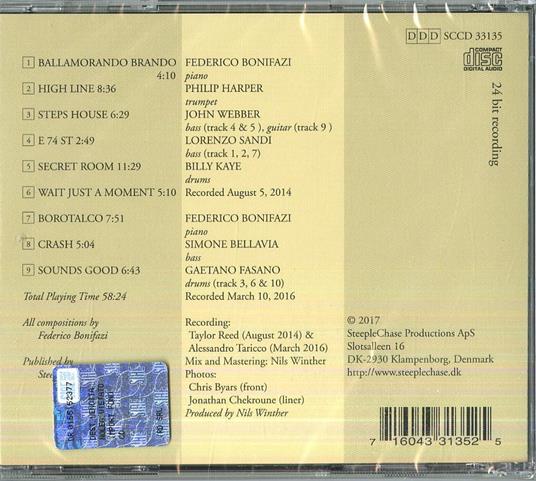 DDD SCCD 33135
COMPACT
disc
DIGITAL AUDIO
24 bit recording
1 BALLAMORANDO BRANDO
4:10
2 HIGH LINE 8:36
3 STEPS HOUSE 6:29
4 E 74 ST 2:49
5 SECRET ROOM 11:29
6 WAIT JUST A MOMENT 5:10
7 BOROTALCO 7:51
8 CRASH 5:04
9 SOUNDS GOOD 6:43
Total Playing Time 58:24
All compositions by
Federico Bonifazi
Published by
FEDERICO BONIFAZI
piano
PHILIP HARPER
trumpet
JOHN WEBBER
bass (track 4 & 5 ), guitar (track 9 )
LORENZO SANDI
bass (track 1, 2, 7)
BILLY KAYE
drums
Recorded August 5, 2014
FEDERICO BONIFAZI
piano
SIMONE BELLAVIA
bass
GAETANO FASANO
drums (track 3, 6 & 10)
Recorded March 10, 2016
Recording:
Taylor Reed (August 2014) &
Alessandro Taricco (March 2016)
Mix and Mastering: Nils Winther
Photos:
Chris Byars (front)
Jonathan Chekroune (liner)
Produced by Nils Winther
© 2017
SteepleChase Productions ApS
Slotsalleen 16
DK-2930 Klampenborg, Denmark
http://www.steeplechase.dk
7 16043 31352 5